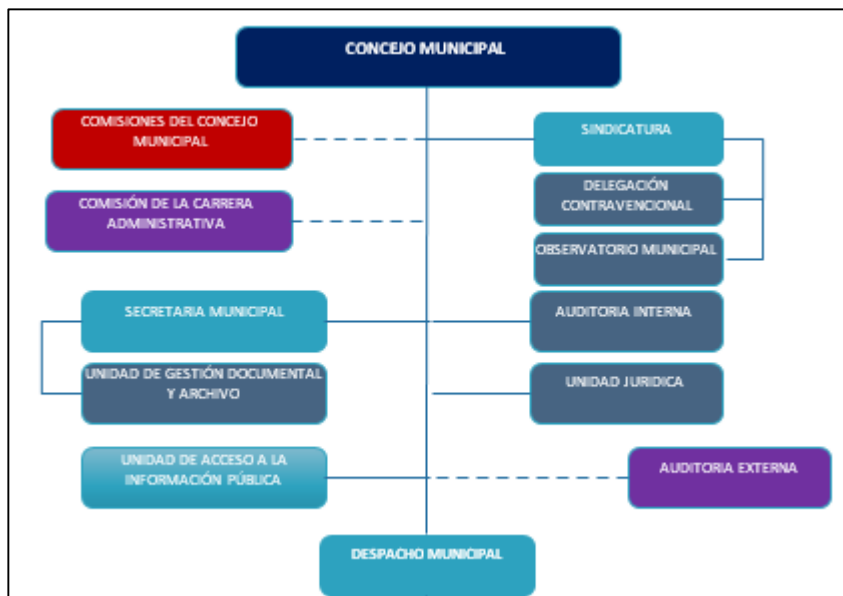 CONCEJO MUNICIPAL
COMISIONES DEL CONCEJO
MUNICIPAL
SINDICATURA
COMISIÓN DE LA CARRERA
ADMINISTRATIVA
DELEGACIÓN
CONTRAVENCIONAL
OBSERVATORIO MUNICIPAL
SECRETARIA MUNICIPAL
AUDITORIA INTERNA
UNIDAD DE GESTIÓN DOCUMENTAL
Y ARCHIVO
UNIDAD JURIDICA
UNIDAD DE ACCESO A LA
INFORMACIÓN PÚBLICA
AUDITORIA EXTERNA
DESPACHO MUNICIPAL